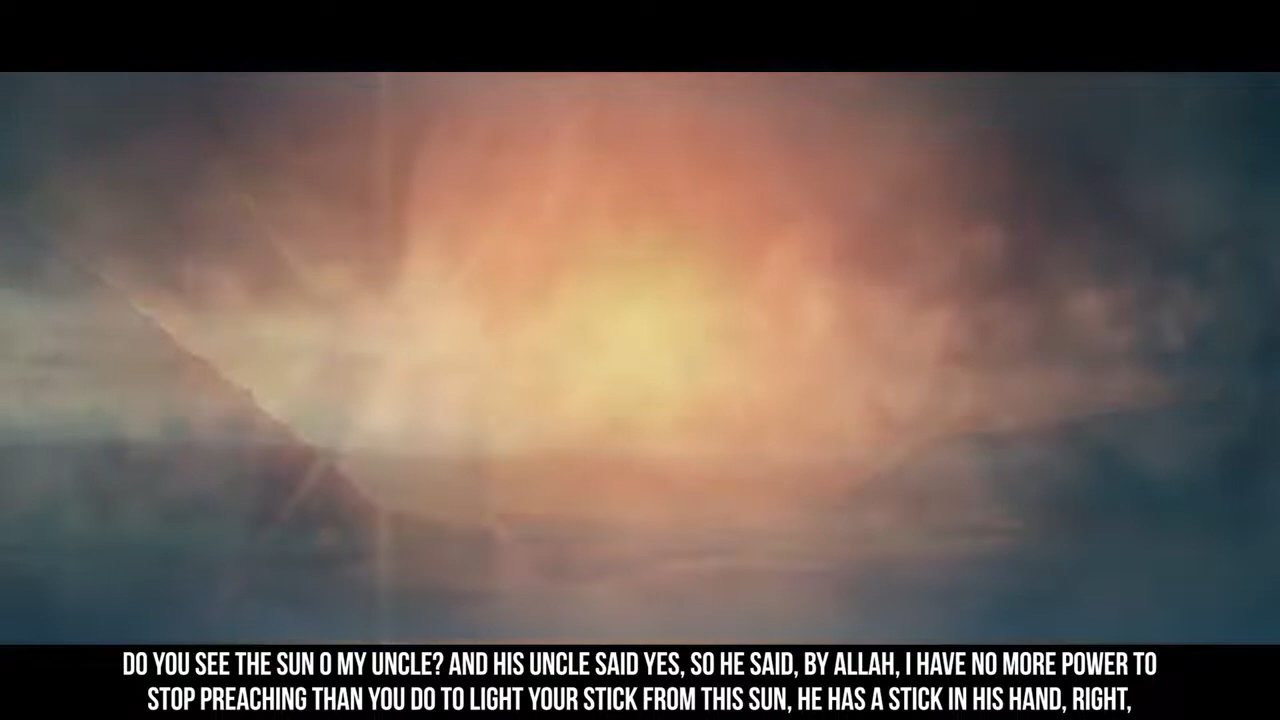 DO YOU SEE THE SUN O MY UNCLE? AND HIS UNCLE SAID YES, SO HE SAID, BY ALLAH, I HAVE NO MORE POWER TO
STOP PREACHING THAN YOU DO TO LIGHT YOUR STICK FROM THIS SUN, HE HAS A STICK IN HIS HAND, RIGHT,